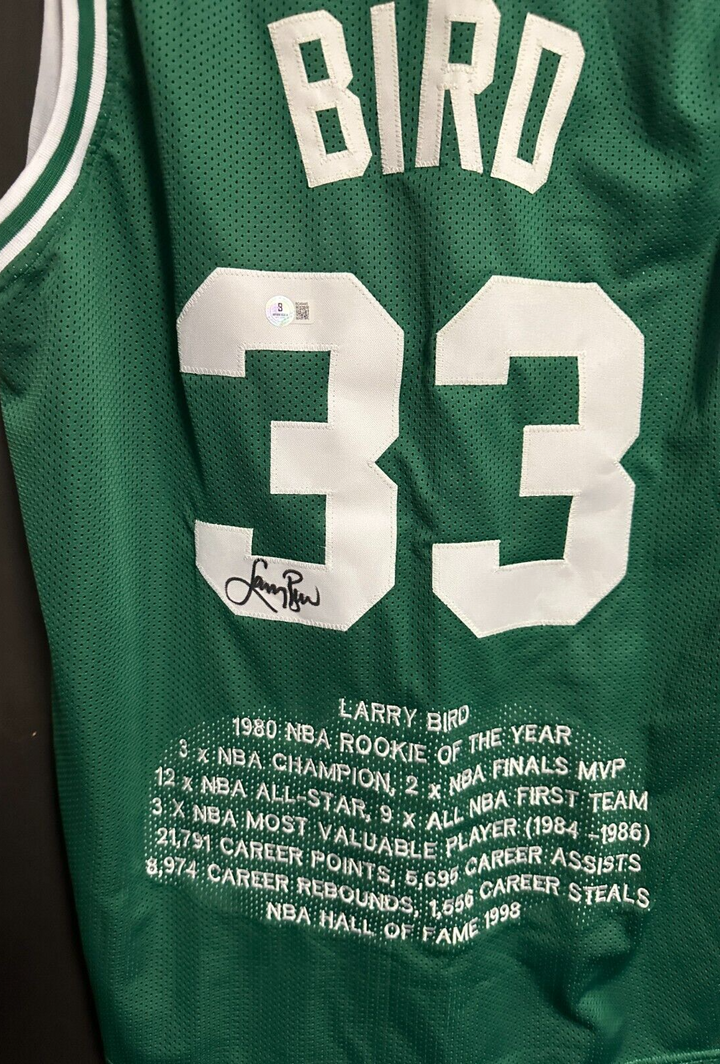 BIRD
33
Larry Bird
LARRY BIRD
1980 NBA ROOKIE OF THE YEAR
3 x NBA CHAMPION, 2 x NBA FINALS MVP
12 x NBA ALL-STAR, 9 x ALL NBA FIRST TEAM
3 X NBA MOST VALUABLE PLAYER (1984 -1986)
21,791 CAREER POINTS, 5,695 CAREER ASSISTS
8,974 CAREER REBOUNDS, 1,556 CAREER STEALS
NBA HALL OF FAME 1998